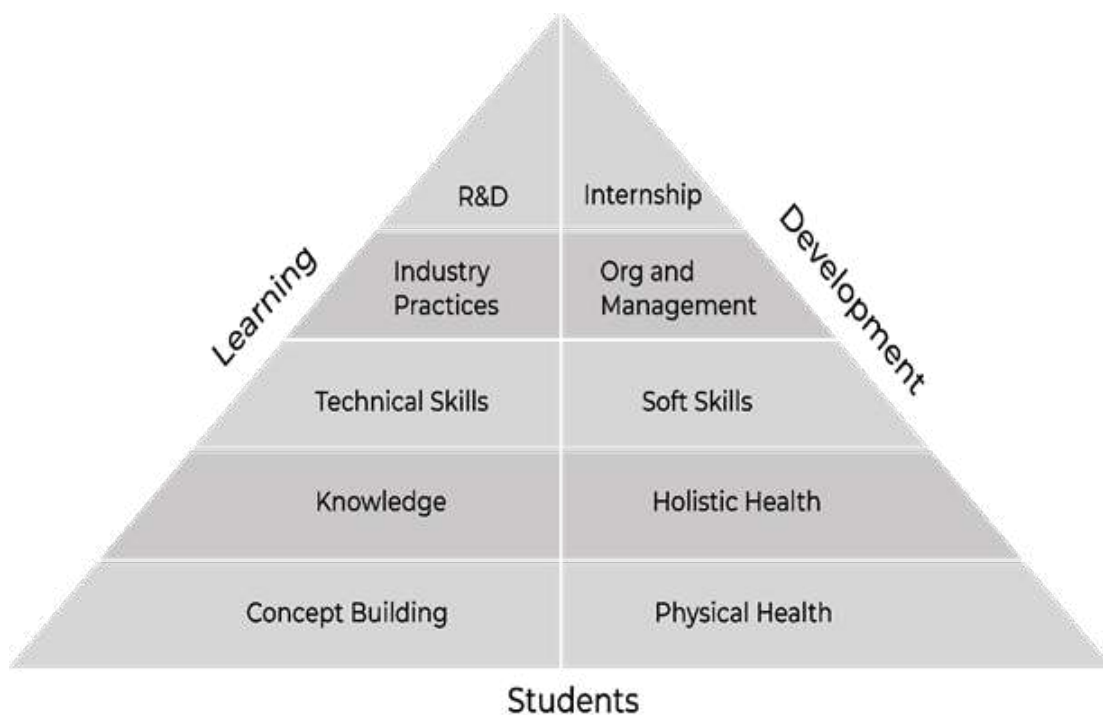 R&D
Internship
Industry
Practices
Org and
Management
Learning
Development
Technical Skills
Soft Skills
Knowledge
Holistic Health
Concept Building
Physical Health
Students